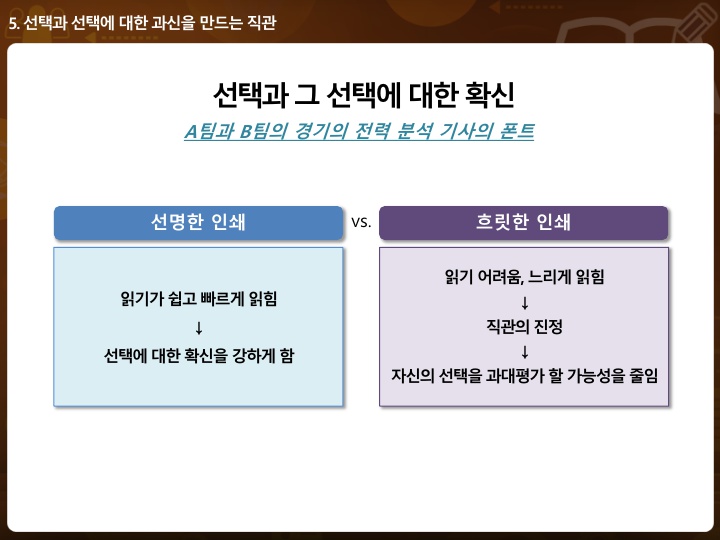 5. 선택과 선택에 대한 과신을 만드는 직관
선택과 그 선택에 대한 확신
A팀과 B팀의 경기의 전력 분석 기사의 폰트
선명한 인쇄
vs.
흐릿한 인쇄
읽기가 쉽고 빠르게 읽힘
↓
선택에 대한 확신을 강하게 함
읽기 어려움, 느리게 읽힘
↓
직관의 진정
↓
자신의 선택을 과대평가 할 가능성을 줄임